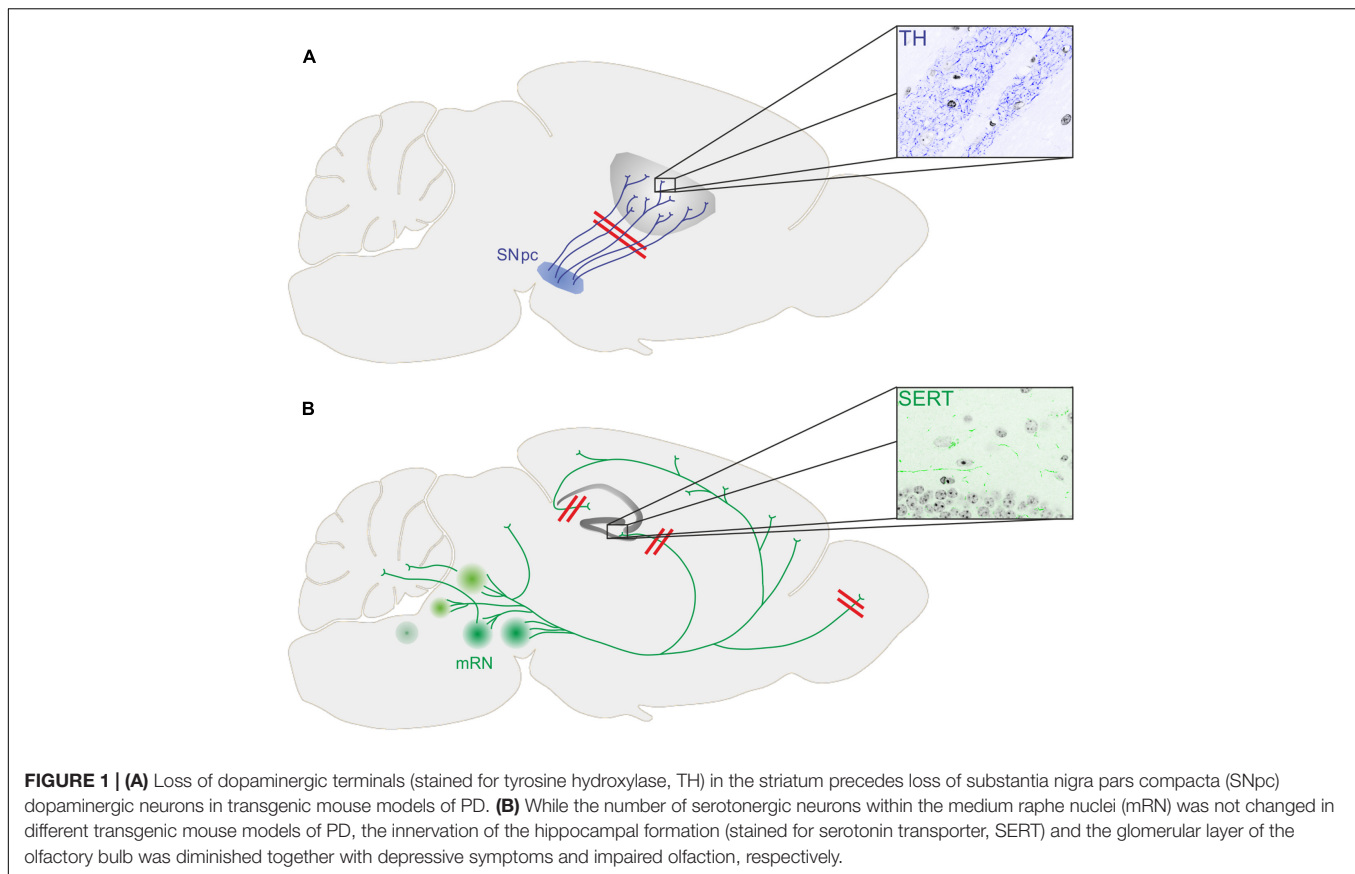 A
TH
SNpc
B
SERT
mRN
FIGURE 1 | (A) Loss of dopaminergic terminals (stained for tyrosine hydroxylase, TH) in the striatum precedes loss of substantia nigra pars compacta (SNpc)
dopaminergic neurons in transgenic mouse models of PD. (B) While the number of serotonergic neurons within the medium raphe nuclei (mRN) was not changed in
different transgenic mouse models of PD, the innervation of the hippocampal formation (stained for serotonin transporter, SERT) and the glomerular layer of the
olfactory bulb was diminished together with depressive symptoms and impaired olfaction, respectively.